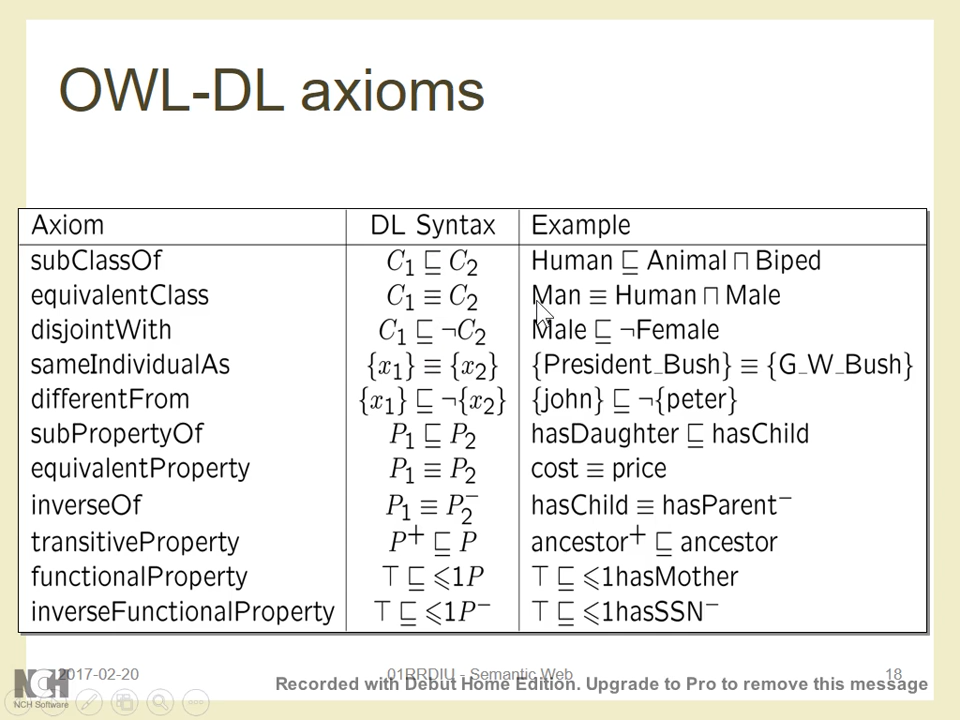 OWL-DL axioms
Axiom DL Syntax Example
subClassOf C₁ ⊑ C₂ Human ⊑ Animal ⊓ Biped
equivalentClass C₁ ≡ C₂ Man ≡ Human ⊓ Male
disjointWith C₁ ⊑ ¬C₂ Male ⊑ ¬Female
sameIndividualAs {x₁} ≡ {x₂} {President_Bush} ≡ {G_W_Bush}
differentFrom {x₁} ⊑ ¬{x₂} {john} ⊑ ¬{peter}
subPropertyOf P₁ ⊑ P₂ hasDaughter ⊑ hasChild
equivalentProperty P₁ ≡ P₂ cost ≡ price
inverseOf P₁ ≡ P₂⁻ hasChild ≡ hasParent⁻
transitiveProperty P⁺ ⊑ P ancestor⁺ ⊑ ancestor
functionalProperty ⊤ ⊑ ⩽1P ⊤ ⊑ ⩽1hasMother
inverseFunctionalProperty ⊤ ⊑ ⩽1P⁻ ⊤ ⊑ ⩽1hasSSN⁻
2017-02-20 01RRDIU - Semantic Web 18
NCH Recorded with Debut Home Edition. Upgrade to Pro to remove this message
NCH Software